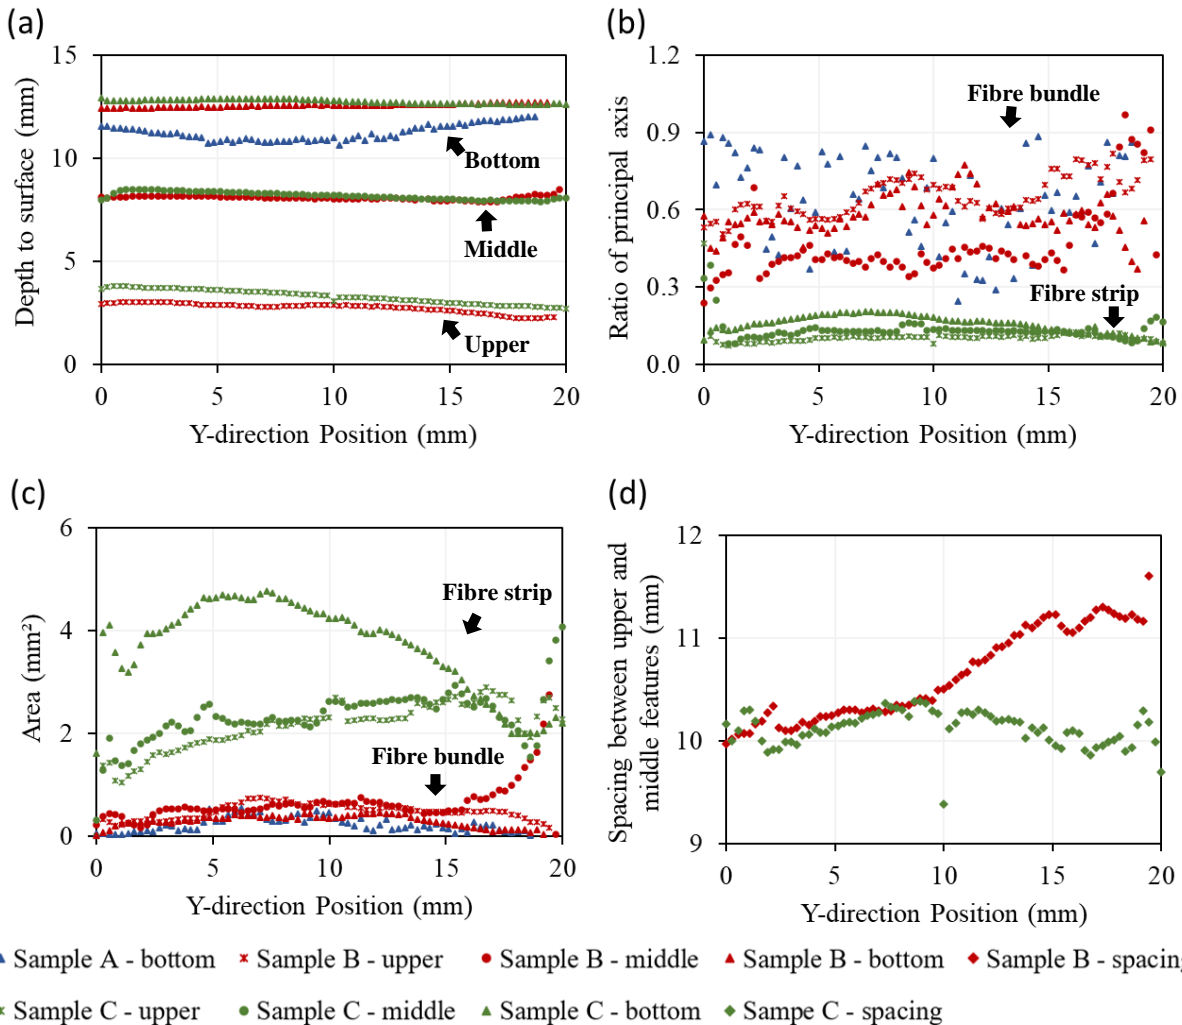 (a)
15
10
5
0
0 5 10 15 20
Depth to surface (mm)
Y-direction Position (mm)
Bottom
Middle
Upper
(b)
1.2
0.9
0.6
0.3
0.0
0 5 10 15 20
Ratio of principal axis
Y-direction Position (mm)
Fibre bundle
Fibre strip
(c)
6
4
2
0
0 5 10 15 20
Area (mm²)
Y-direction Position (mm)
Fibre strip
Fibre bundle
(d)
12
11
10
9
0 5 10 15 20
Spacing between upper and
middle features (mm)
Y-direction Position (mm)
Sample A - bottom Sample B - upper Sample B - middle Sample B - bottom Sample B - spacing
Sample C - upper Sample C - middle Sample C - bottom Sampe C - spacing